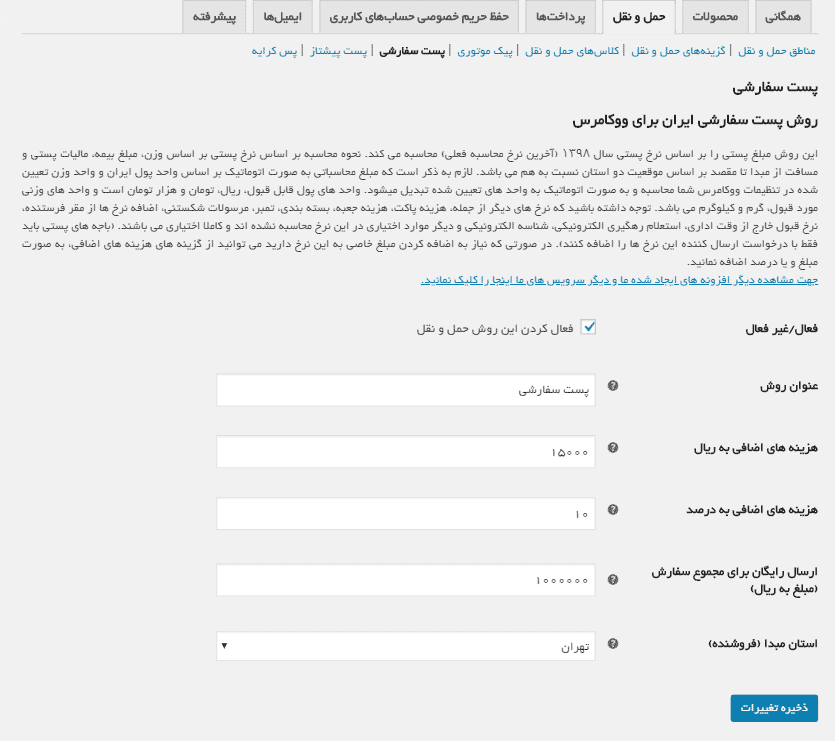 همگانی محصولات حمل و نقل پرداخت‌ها حفظ حریم خصوصی حساب‌های کاربری ایمیل‌ها پیشرفته
مناطق حمل و نقل | گزینه‌های حمل و نقل | کلاس‌های حمل و نقل | پیک موتوری | پست سفارشی | پست پیشتاز | پس کرایه
پست سفارشی
روش پست سفارشی ایران برای ووکامرس
این روش مبلغ پستی را بر اساس نرخ پستی سال ۱۳۹۸ (آخرین نرخ محاسبه فعلی) محاسبه می کند. نحوه محاسبه بر اساس نرخ پستی بر اساس وزن، مبلغ بیمه، مالیات پستی و
مسافت از مبدا تا مقصد بر اساس موقعیت دو استان نسبت به هم می باشد. لازم به ذکر است که مبلغ محاسباتی به صورت اتوماتیک بر اساس واحد پول ایران و واحد وزن تعیین
شده در تنظیمات ووکامرس شما محاسبه و به صورت اتوماتیک به واحد های تعیین شده تبدیل میشود. واحد های پول قابل قبول، ریال، تومان و هزار تومان است و واحد های وزنی
مورد قبول، گرم و کیلوگرم می باشد. توجه داشته باشید که نرخ های دیگر از جمله، هزینه پاکت، هزینه جعبه، بسته بندی، تمبر، مرسولات شکستنی، اضافه نرخ ها از مقر فرستنده،
نرخ قبول خارج از وقت اداری، استعلام رهگیری الکترونیکی، شناسه الکترونیکی و دیگر موارد اختیاری در این نرخ محاسبه نشده اند و کاملا اختیاری می باشند. (باجه های پستی باید
فقط با درخواست ارسال کننده این نرخ ها را اضافه کنند). در صورتی که نیاز به اضافه کردن مبلغ خاصی به این نرخ دارید می توانید از گزینه های هزینه های اضافی، به صورت
مبلغ و یا درصد اضافه نمائید.
جهت مشاهده دیگر افزونه های ایجاد شده ما و دیگر سرویس های ما اینجا را کلیک نمائید.
فعال/غیر فعال فعال کردن این روش حمل و نقل
عنوان روش پست سفارشی
هزینه های اضافی به ریال ۱۵۰۰۰
هزینه های اضافی به درصد ۱۰
ارسال رایگان برای مجموع سفارش
(مبلغ به ریال) ۱۰۰۰۰۰۰
استان مبدا (فروشنده) تهران
ذخیره تغییرات